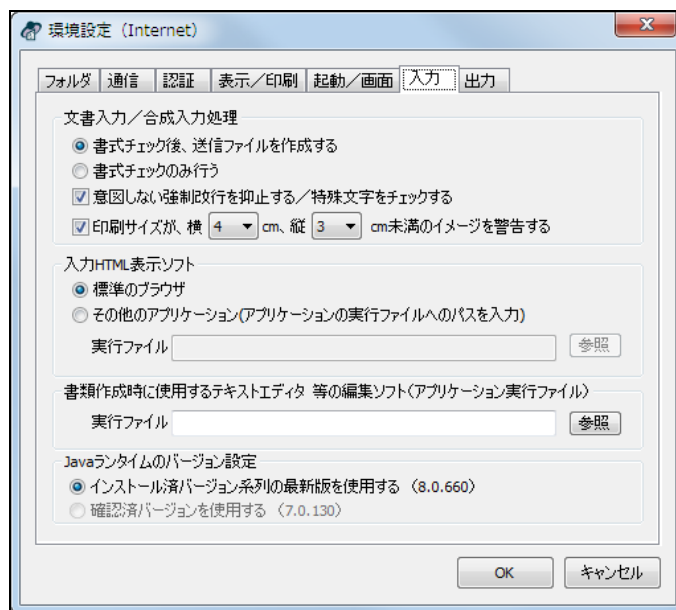 環境設定（Internet）
フォルダ 通信 認証 表示／印刷 起動／画面 入力 出力
文書入力／合成入力処理
書式チェック後、送信ファイルを作成する
書式チェックのみ行う
意図しない強制改行を抑止する／特殊文字をチェックする
印刷サイズが、横 4 cm、縦 3 cm未満のイメージを警告する
入力HTML表示ソフト
標準のブラウザ
その他のアプリケーション(アプリケーションの実行ファイルへのパスを入力)
実行ファイル 参照
書類作成時に使用するテキストエディタ 等の編集ソフト(アプリケーション実行ファイル)
実行ファイル 参照
Javaランタイムのバージョン設定
インストール済バージョン系列の最新版を使用する （8.0.660）
確認済バージョンを使用する （7.0.130）
OK キャンセル